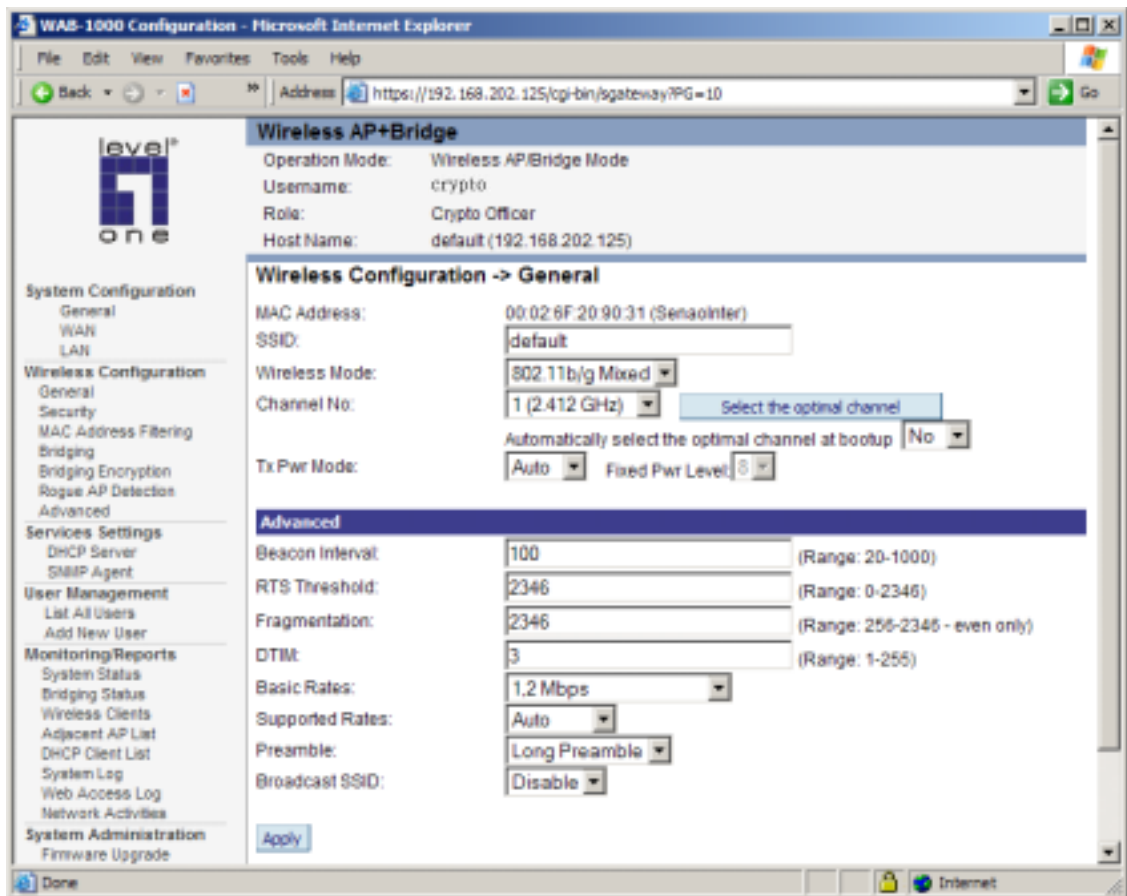 WAB-1000 Configuration - Microsoft Internet Explorer
File Edit View Favorites Tools Help
Back » Address https://192.168.202.125/cgi-bin/sgateway?PG=10 Go
level®
one
System Configuration
General
WAN
LAN
Wireless Configuration
General
Security
MAC Address Filtering
Bridging
Bridging Encryption
Rogue AP Detection
Advanced
Services Settings
DHCP Server
SNMP Agent
User Management
List All Users
Add New User
Monitoring/Reports
System Status
Bridging Status
Wireless Clients
Adjacent AP List
DHCP Client List
System Log
Web Access Log
Network Activities
System Administration
Firmware Upgrade
Wireless AP+Bridge
Operation Mode: Wireless AP/Bridge Mode
Username: crypto
Role: Crypto Officer
Host Name: default (192.168.202.125)
Wireless Configuration -> General
MAC Address: 00:02:6F:20:90:31 (SenaoInter)
SSID: default
Wireless Mode: 802.11b/g Mixed
Channel No: 1 (2.412 GHz) Select the optimal channel
Automatically select the optimal channel at bootup No
Tx Pwr Mode: Auto Fixed Pwr Level: 8
Advanced
Beacon Interval: 100 (Range: 20-1000)
RTS Threshold: 2346 (Range: 0-2346)
Fragmentation: 2346 (Range: 256-2346 - even only)
DTIM: 3 (Range: 1-255)
Basic Rates: 1,2 Mbps
Supported Rates: Auto
Preamble: Long Preamble
Broadcast SSID: Disable
Apply
Done Internet